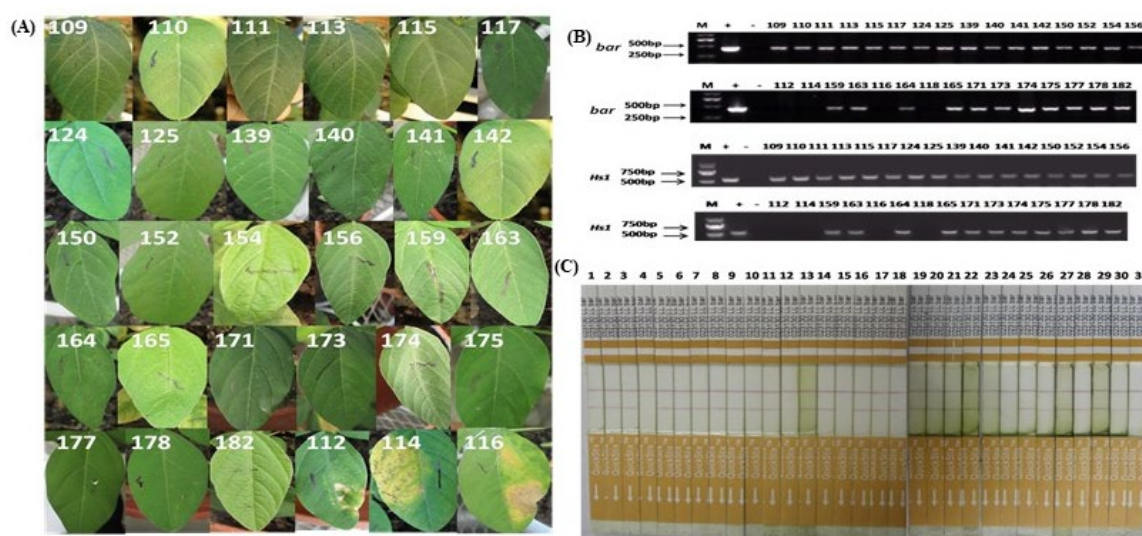 (A)
109 110 111 113 115 117
124 125 139 140 141 142
150 152 154 156 159 163
164 165 171 173 174 175
177 178 182 112 114 116
(B)
M + - 109 110 111 113 115 117 124 125 139 140 141 142 150 152 154 156
bar 500bp
250bp
M + - 112 114 159 163 116 164 118 165 171 173 174 175 177 178 182
bar 500bp
250bp
M + - 109 110 111 113 115 117 124 125 139 140 141 142 150 152 154 156
Hs1 750bp
500bp
M + - 112 114 159 163 116 164 118 165 171 173 174 175 177 178 182
Hs1 750bp
500bp
(C)
1 2 3 4 5 6 7 8 9 10 11 12 13 14 15 16 17 18 19 20 21 22 23 24 25 26 27 28 29 30